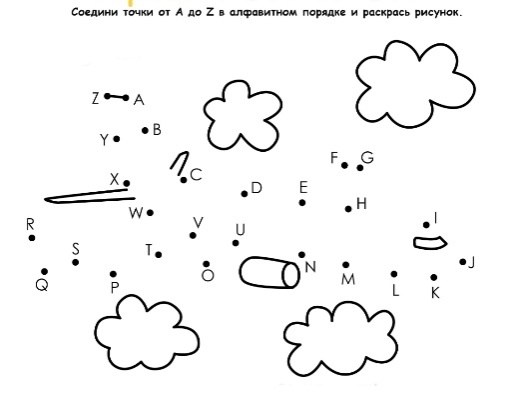 Соедини точки от A до Z в алфавитном порядке и раскрась рисунок.
Z A
Y B
F G
X C
D E
W H
R V U I
S T N J
Q P O M L K